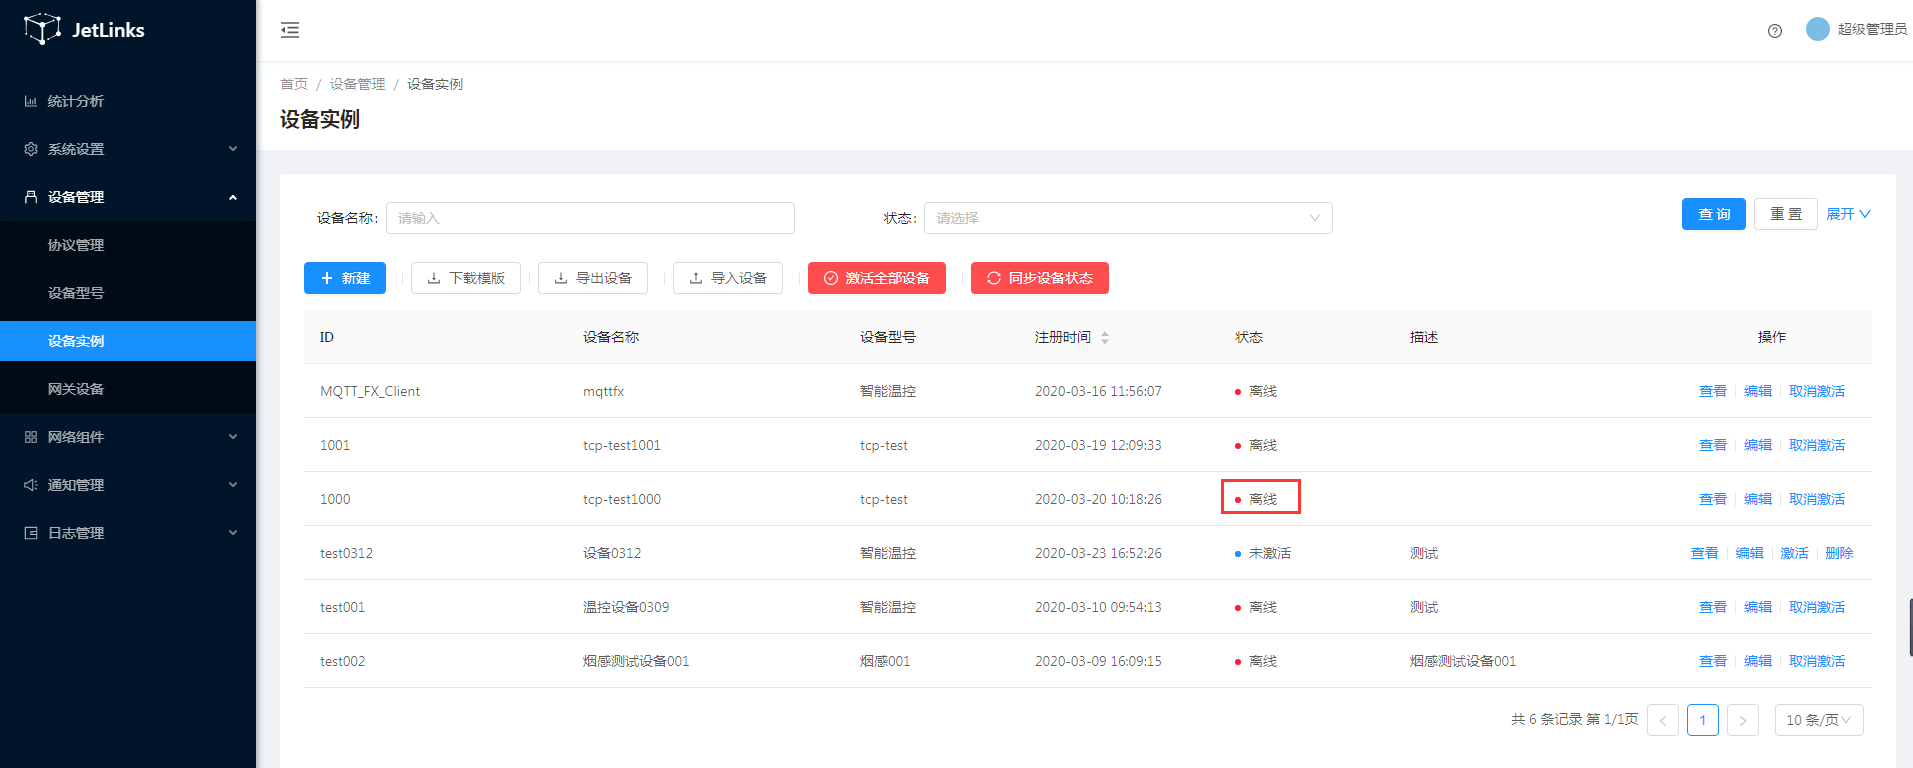 JetLinks
超级管理员
统计分析
系统设置
设备管理
协议管理
设备型号
设备实例
网关设备
网络组件
通知管理
日志管理
首页 / 设备管理 / 设备实例
设备实例
设备名称: 请输入 状态: 请选择 查询 重置 展开
新建 下载模版 导出设备 导入设备 激活全部设备 同步设备状态
ID 设备名称 设备型号 注册时间 状态 描述 操作
MQTT_FX_Client mqttfx 智能温控 2020-03-16 11:56:07 离线 查看 编辑 取消激活
1001 tcp-test1001 tcp-test 2020-03-19 12:09:33 离线 查看 编辑 取消激活
1000 tcp-test1000 tcp-test 2020-03-20 10:18:26 离线 查看 编辑 取消激活
test0312 设备0312 智能温控 2020-03-23 16:52:26 未激活 测试 查看 编辑 激活 删除
test001 温控设备0309 智能温控 2020-03-10 09:54:13 离线 测试 查看 编辑 取消激活
test002 烟感测试设备001 烟感001 2020-03-09 16:09:15 离线 烟感测试设备001 查看 编辑 取消激活
共 6 条记录 第 1/1页 < 1 > 10 条/页